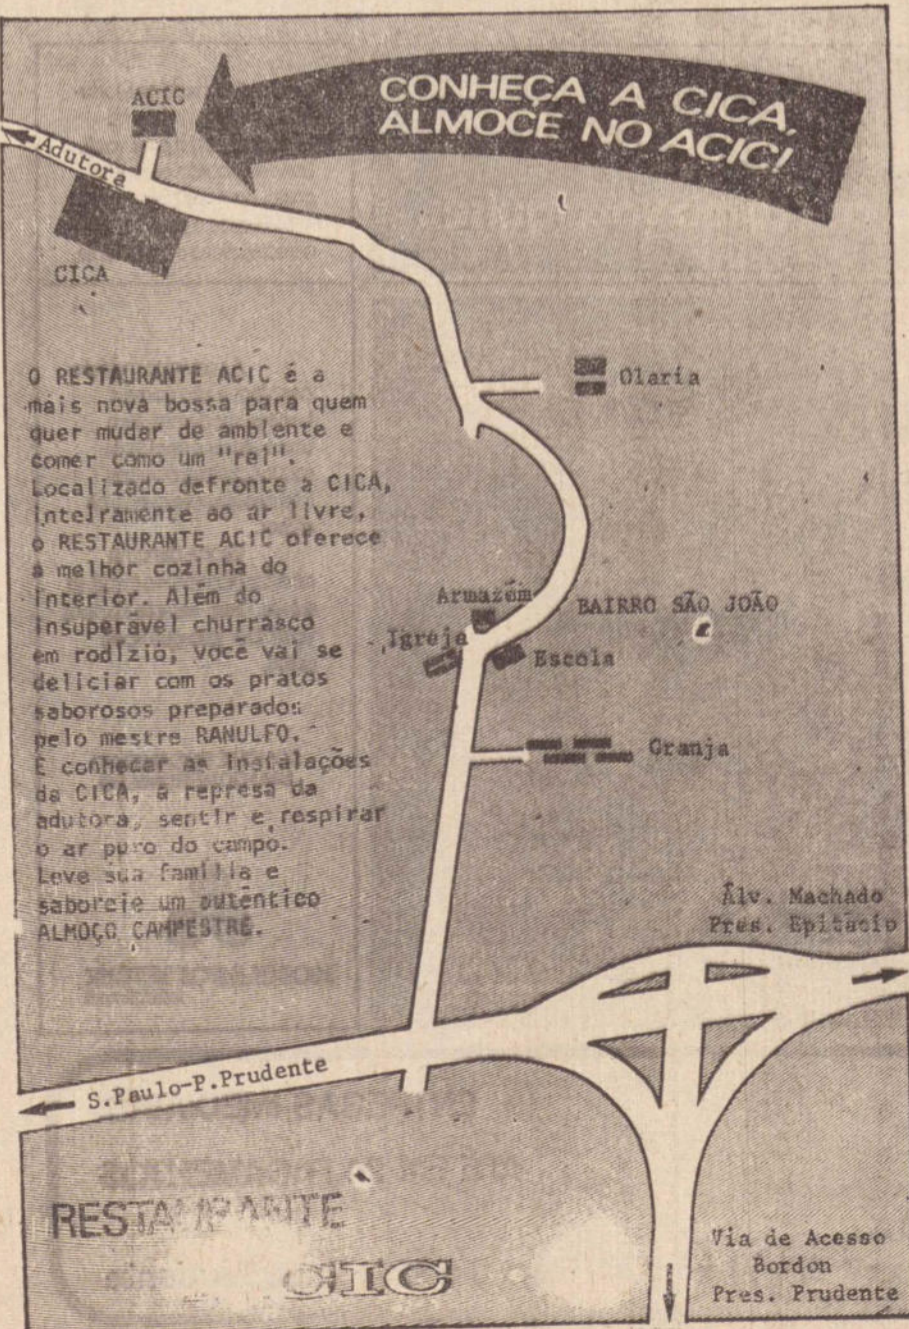 CONHEÇA A CICA,
ALMOCE NO ACIC!
ACIC
Adutora
CICA
O RESTAURANTE ACIC é a
mais nova bossa para quem
quer mudar de ambiente e
comer como um "rei".
Localizado defronte à CICA,
inteiramente ao ar livre,
o RESTAURANTE ACIC oferece
a melhor cozinha do
interior. Além do
insuperável churrasco
em rodízio, você vai se
deliciar com os pratos
saborosos preparados
pelo mestre RANULFO.
E conhecer as instalações
da CICA, a represa da
adutora, sentir e respirar
o ar puro do campo.
Leve sua família e
saboreie um autêntico
ALMOÇO CAMPESTRE.
Olaria
Armazém
BAIRRO SÃO JOÃO
Igreja
Escola
Granja
Álv. Machado
Pres. Epitácio
S.Paulo-P.Prudente
RESTAURANTE
CIC
Via de Acesso
Bordon
Pres. Prudente